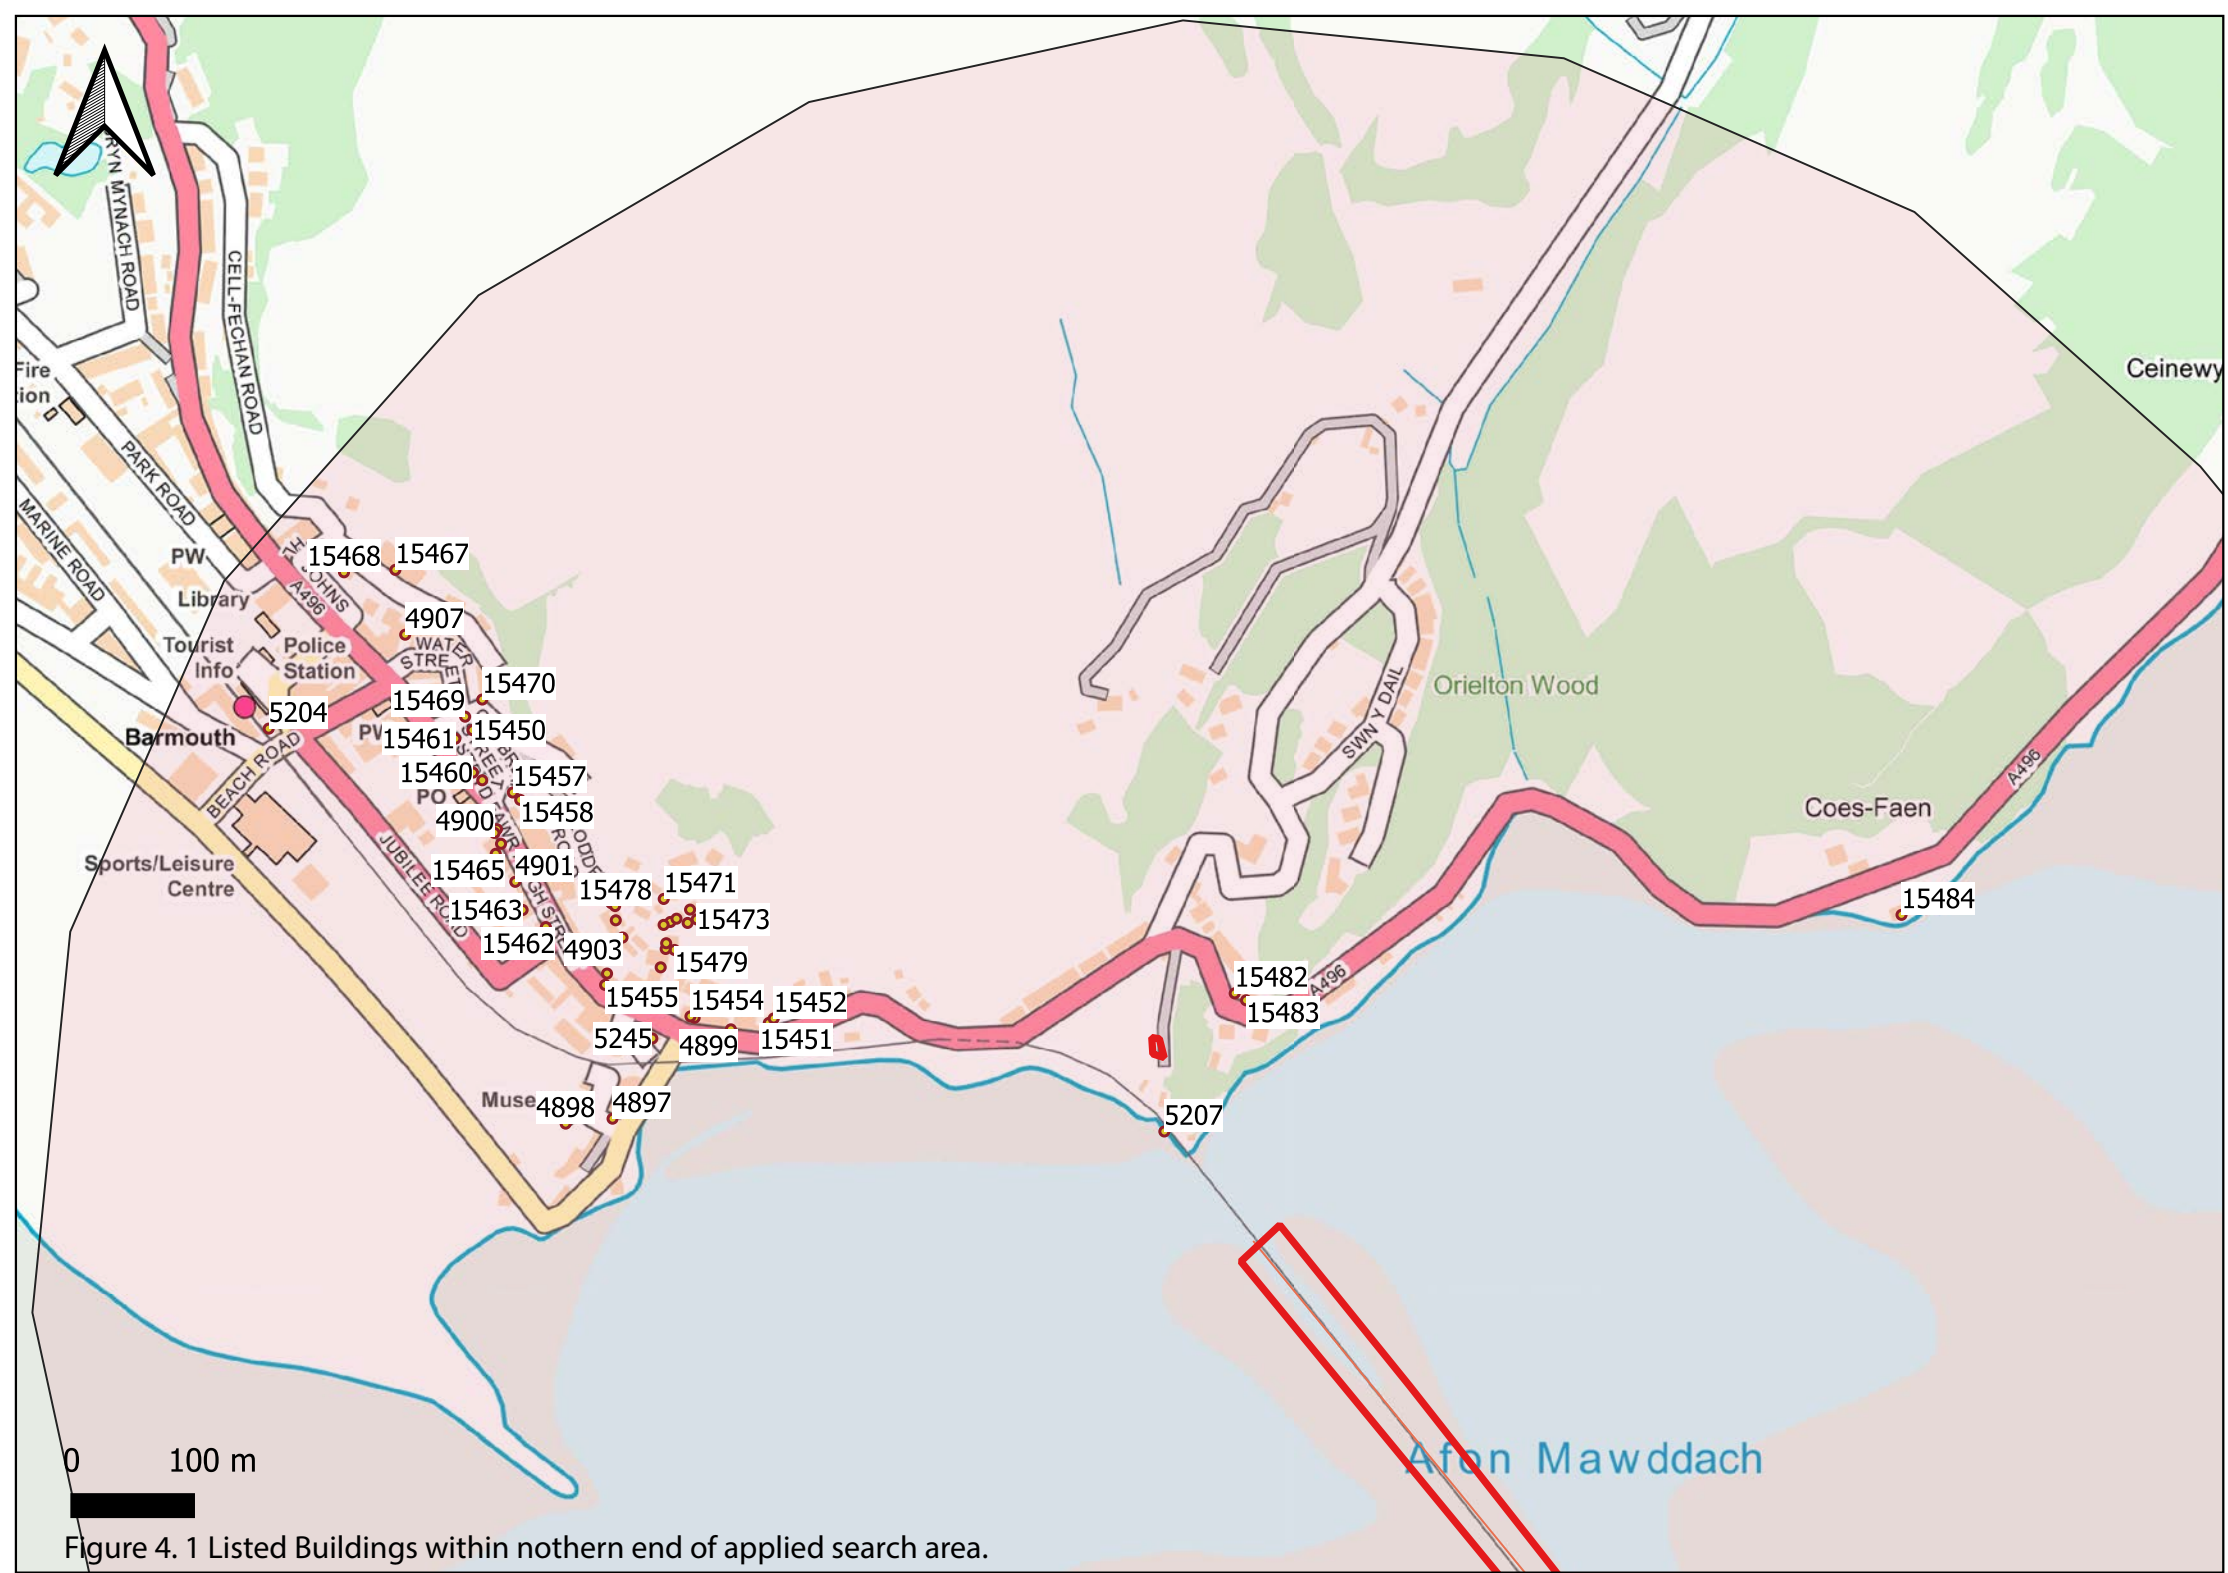 RYN MYNACH ROAD
CELL-FECHAN ROAD
Fire
tion
PARK ROAD
MARINE ROAD
PW
Library
Tourist
Info
Police
Station
Barmouth
BEACH ROAD
Sports/Leisure
Centre
JUBILEE ROAD
A496
JOHNS
15468
15467
4907
WATER
STRE
15470
15469
15450
15461
15460
15457
PO
15458
4900
15465
4901
15478
15471
15463
15473
15462
4903
15479
15455
15454
15452
5245
4899
15451
Muse
4898
4897
5207
15482
15483
A496
SWN Y DAIL
Orielton Wood
Ceinewy
Coes-Faen
A496
15484
5204
Afon Mawddach
0 100 m
Figure 4. 1 Listed Buildings within nothern end of applied search area.